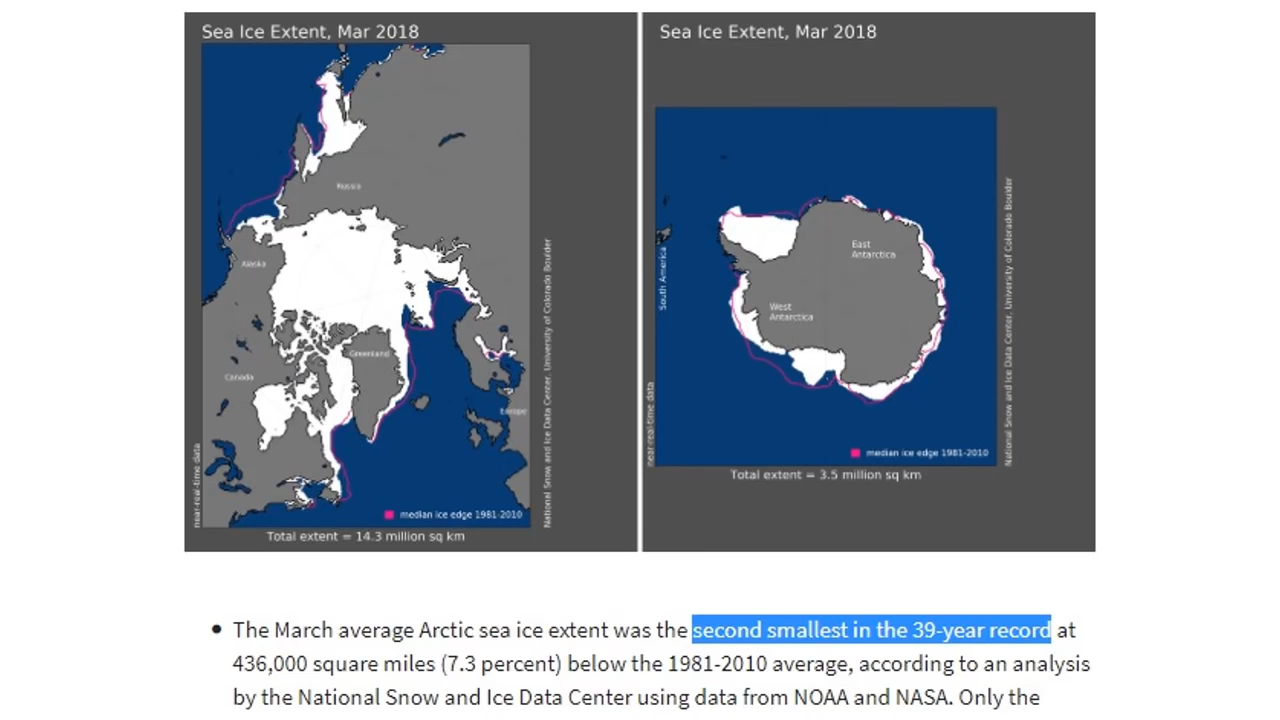 Sea Ice Extent, Mar 2018
Russia
Alaska
Greenland
Canada
Europe
near-real-time data
National Snow and Ice Data Center, University of Colorado Boulder
median ice edge 1981-2010
Total extent = 14.3 million sq km
Sea Ice Extent, Mar 2018
South America
East
Antarctica
West
Antarctica
near-real-time data
National Snow and Ice Data Center, University of Colorado Boulder
median ice edge 1981-2010
Total extent = 3.5 million sq km
• The March average Arctic sea ice extent was the second smallest in the 39-year record at
436,000 square miles (7.3 percent) below the 1981-2010 average, according to an analysis
by the National Snow and Ice Data Center using data from NOAA and NASA. Only the